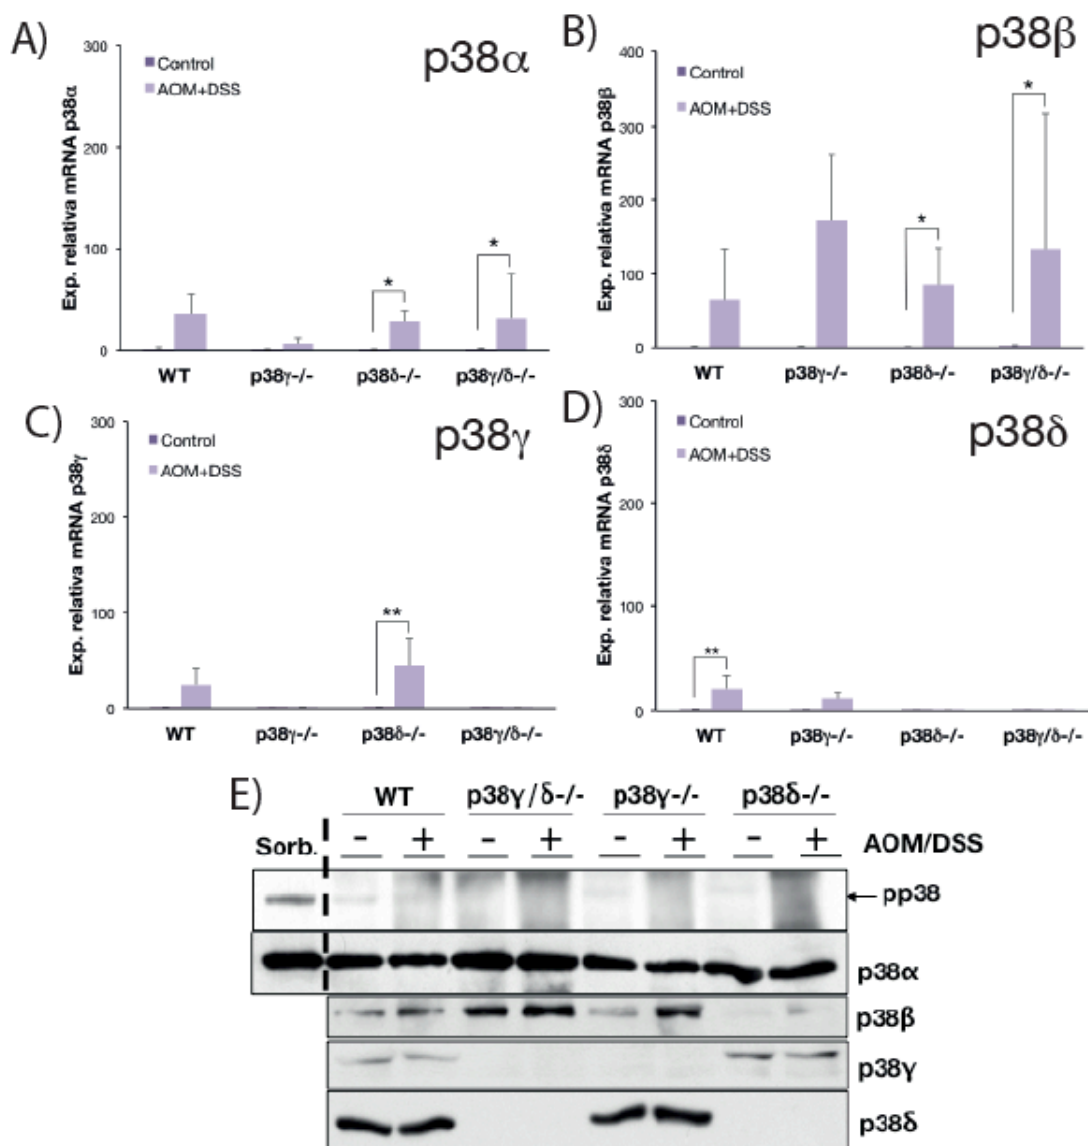 A)
p38α
Exp. relativa mRNA p38α
300
200
100
0
Control
AOM+DSS
*
*
WT p38γ-/- p38δ-/- p38γ/δ-/-
B)
p38β
Exp. relativa mRNA p38β
400
300
200
100
0
Control
AOM+DSS
*
*
WT p38γ-/- p38δ-/- p38γ/δ-/-
C)
p38γ
Exp. relativa mRNA p38γ
300
200
100
0
Control
AOM+DSS
**
WT p38γ-/- p38δ-/- p38γ/δ-/-
D)
p38δ
Exp. relativa mRNA p38δ
300
200
100
0
Control
AOM+DSS
**
WT p38γ-/- p38δ-/- p38γ/δ-/-
E)
WT p38γ/δ-/- p38γ-/- p38δ-/-
Sorb. - + - + - + - + AOM/DSS
pp38
p38α
p38β
p38γ
p38δ